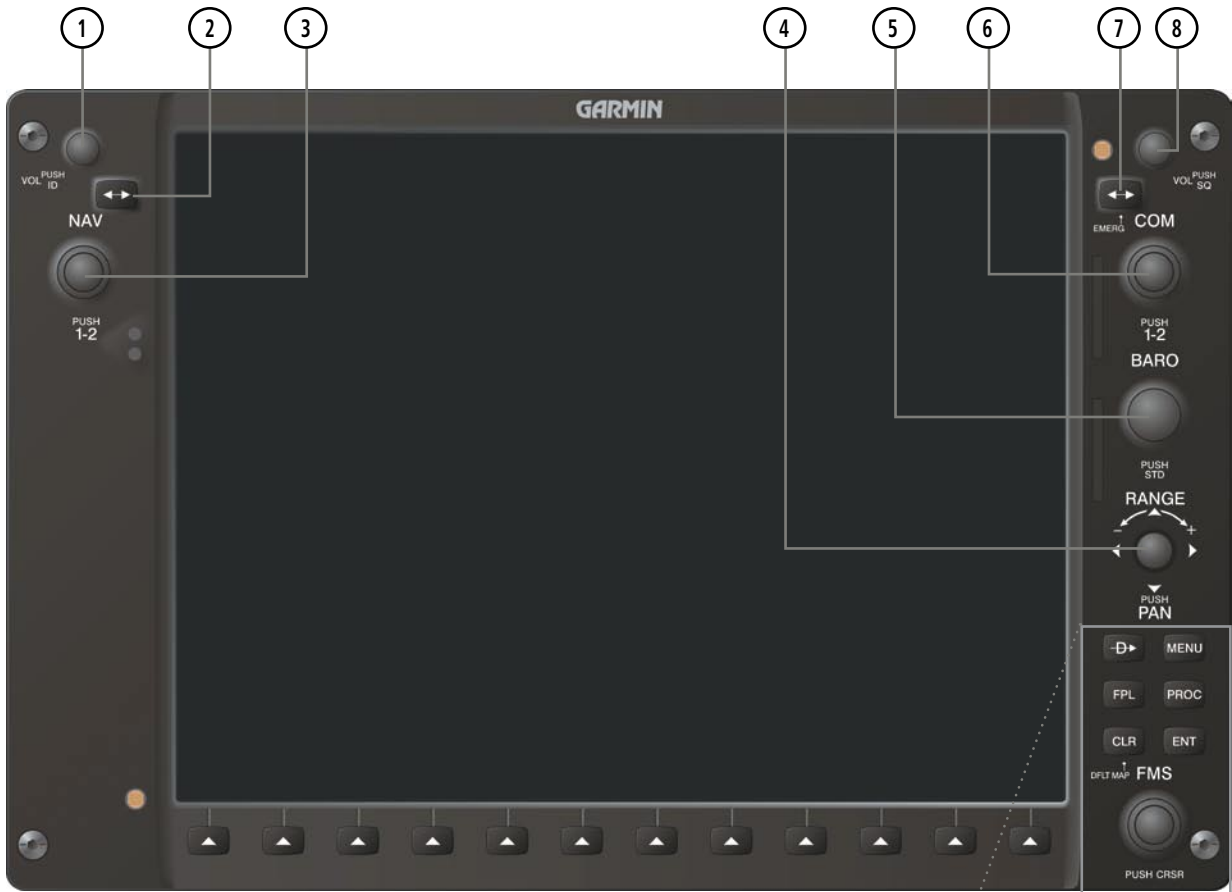 1 2 3 4 5 6 7 8
GARMIN
VOL PUSH ID
NAV
PUSH
1-2
VOL PUSH SQ
EMERG COM
PUSH
1-2
BARO
PUSH
STD
RANGE
- +
PUSH
PAN
D MENU
FPL PROC
CLR ENT
DFLT MAP FMS
PUSH CRSR